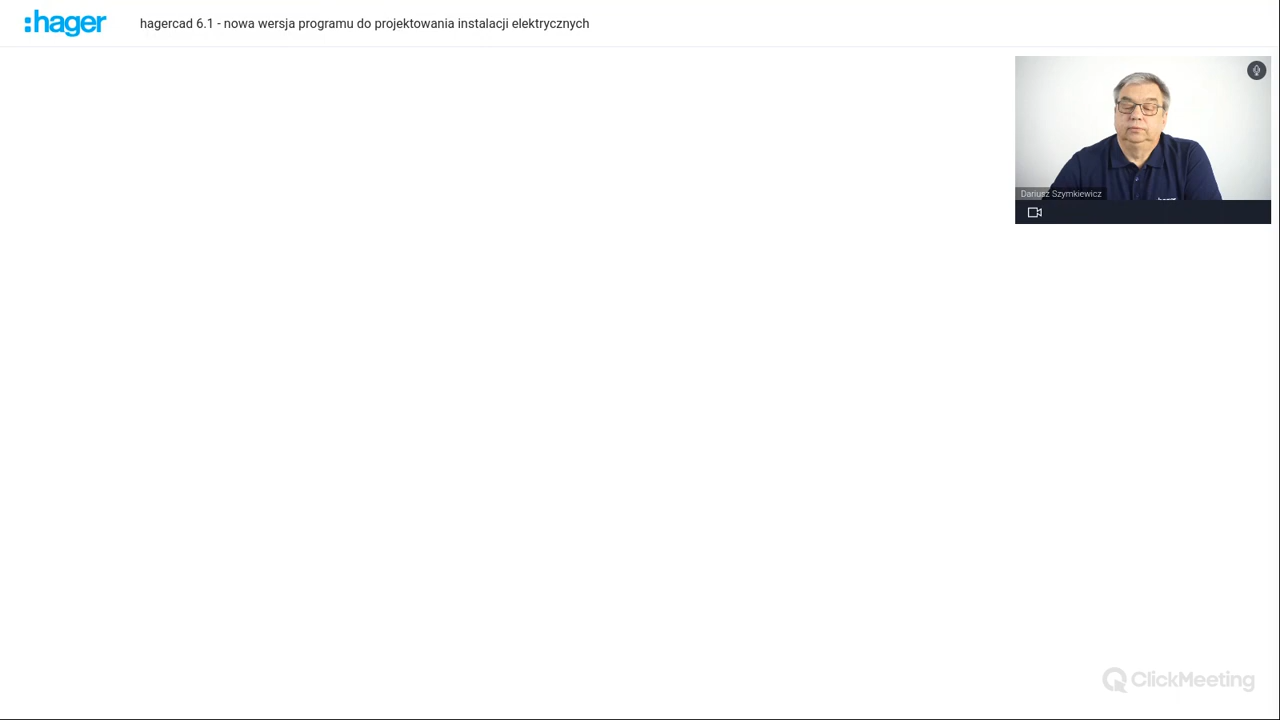 :hager
hagercad 6.1 - nowa wersja programu do projektowania instalacji elektrycznych
Dariusz Szymkiewicz
ClickMeeting